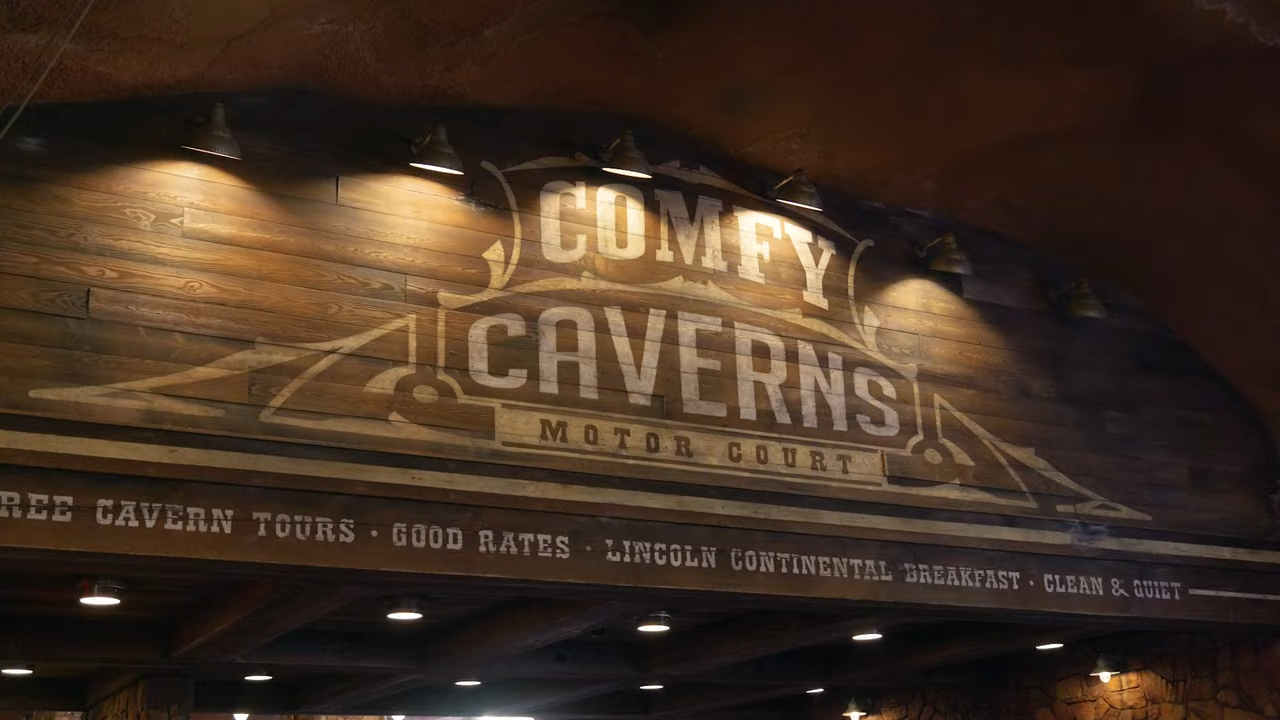 COMFY
CAVERNS
MOTOR COURT
REE CAVERN TOURS · GOOD RATES · LINCOLN CONTINENTAL BREAKFAST · CLEAN & QUIET